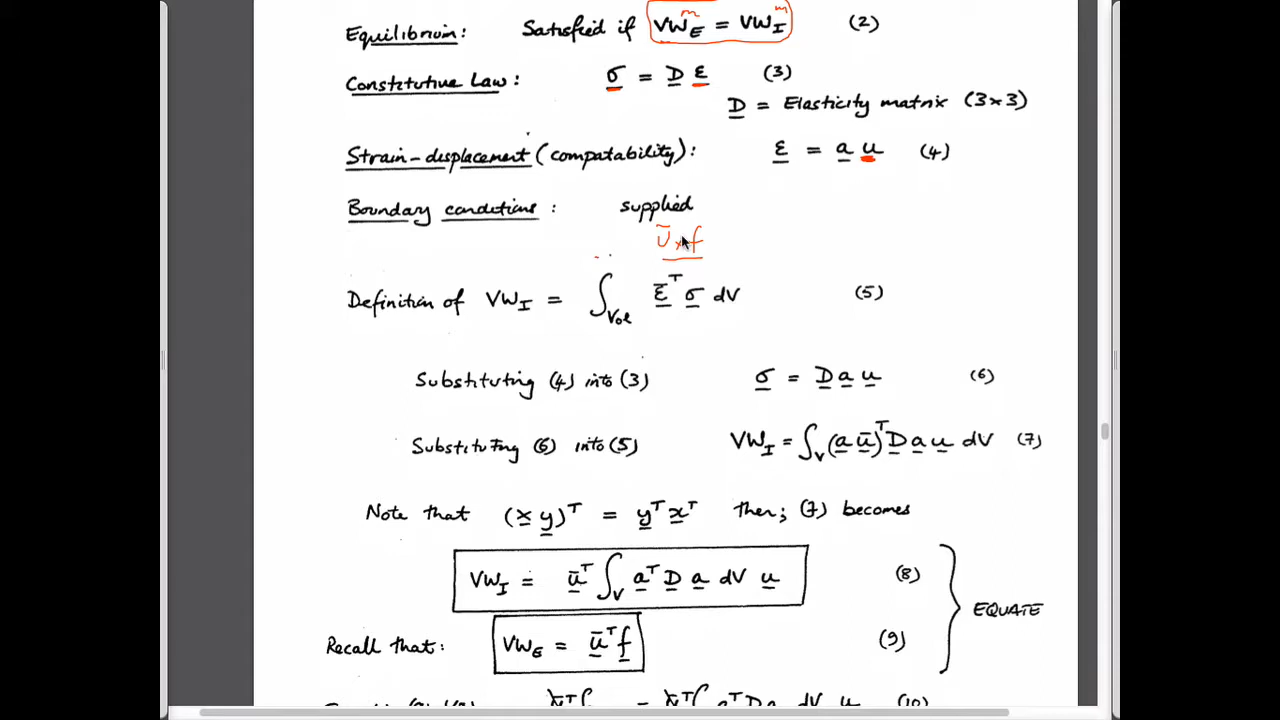 Equilibrium: Satisfied if VW_E^m = VW_I^m (2)
Constitutive Law: σ = D ε (3)
D = Elasticity matrix (3×3)
Strain-displacement (compatability): ε = a u (4)
Boundary conditions: supplied
ū × f
Definition of VW_I = ∫_Vol ε̄^T σ dV (5)
Substituting (4) into (3) σ = D a u (6)
Substituting (6) into (5) VW_I = ∫_V (a ū)^T D a u dV (7)
Note that (x y)^T = y^T x^T then; (7) becomes
VW_I = ū^T ∫_V a^T D a dV u (8)
EQUATE
Recall that: VW_E = ū^T f (9)
a^T D a dV u (10)